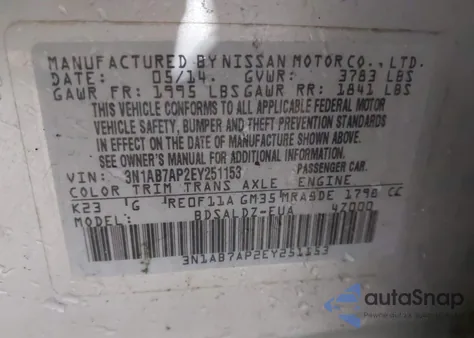 MANUFACTURED BY NISSAN MOTOR CO., LTD.
DATE: 05/14. GVWR: 3783 LBS
GAWR FR: 1995 LBS GAWR RR: 1841 LBS
THIS VEHICLE CONFORMS TO ALL APPLICABLE FEDERAL MOTOR
VEHICLE SAFETY, BUMPER AND THEFT PREVENTION STANDARDS
IN EFFECT ON THE DATE OF MANUFACTURE SHOWN ABOVE.
SEE OWNER'S MANUAL FOR ADDITIONAL INFORMATION
VIN: 3N1AB7AP2EY251153 PASSENGER CAR.
COLOR TRIM TRANS AXLE ENGINE
K23 G RE0F11A GM35 MRA8DE 1798 CC
MODEL: BDSALDZ-EUA 47000
3N1AB7AP2EY251153
autoSnap